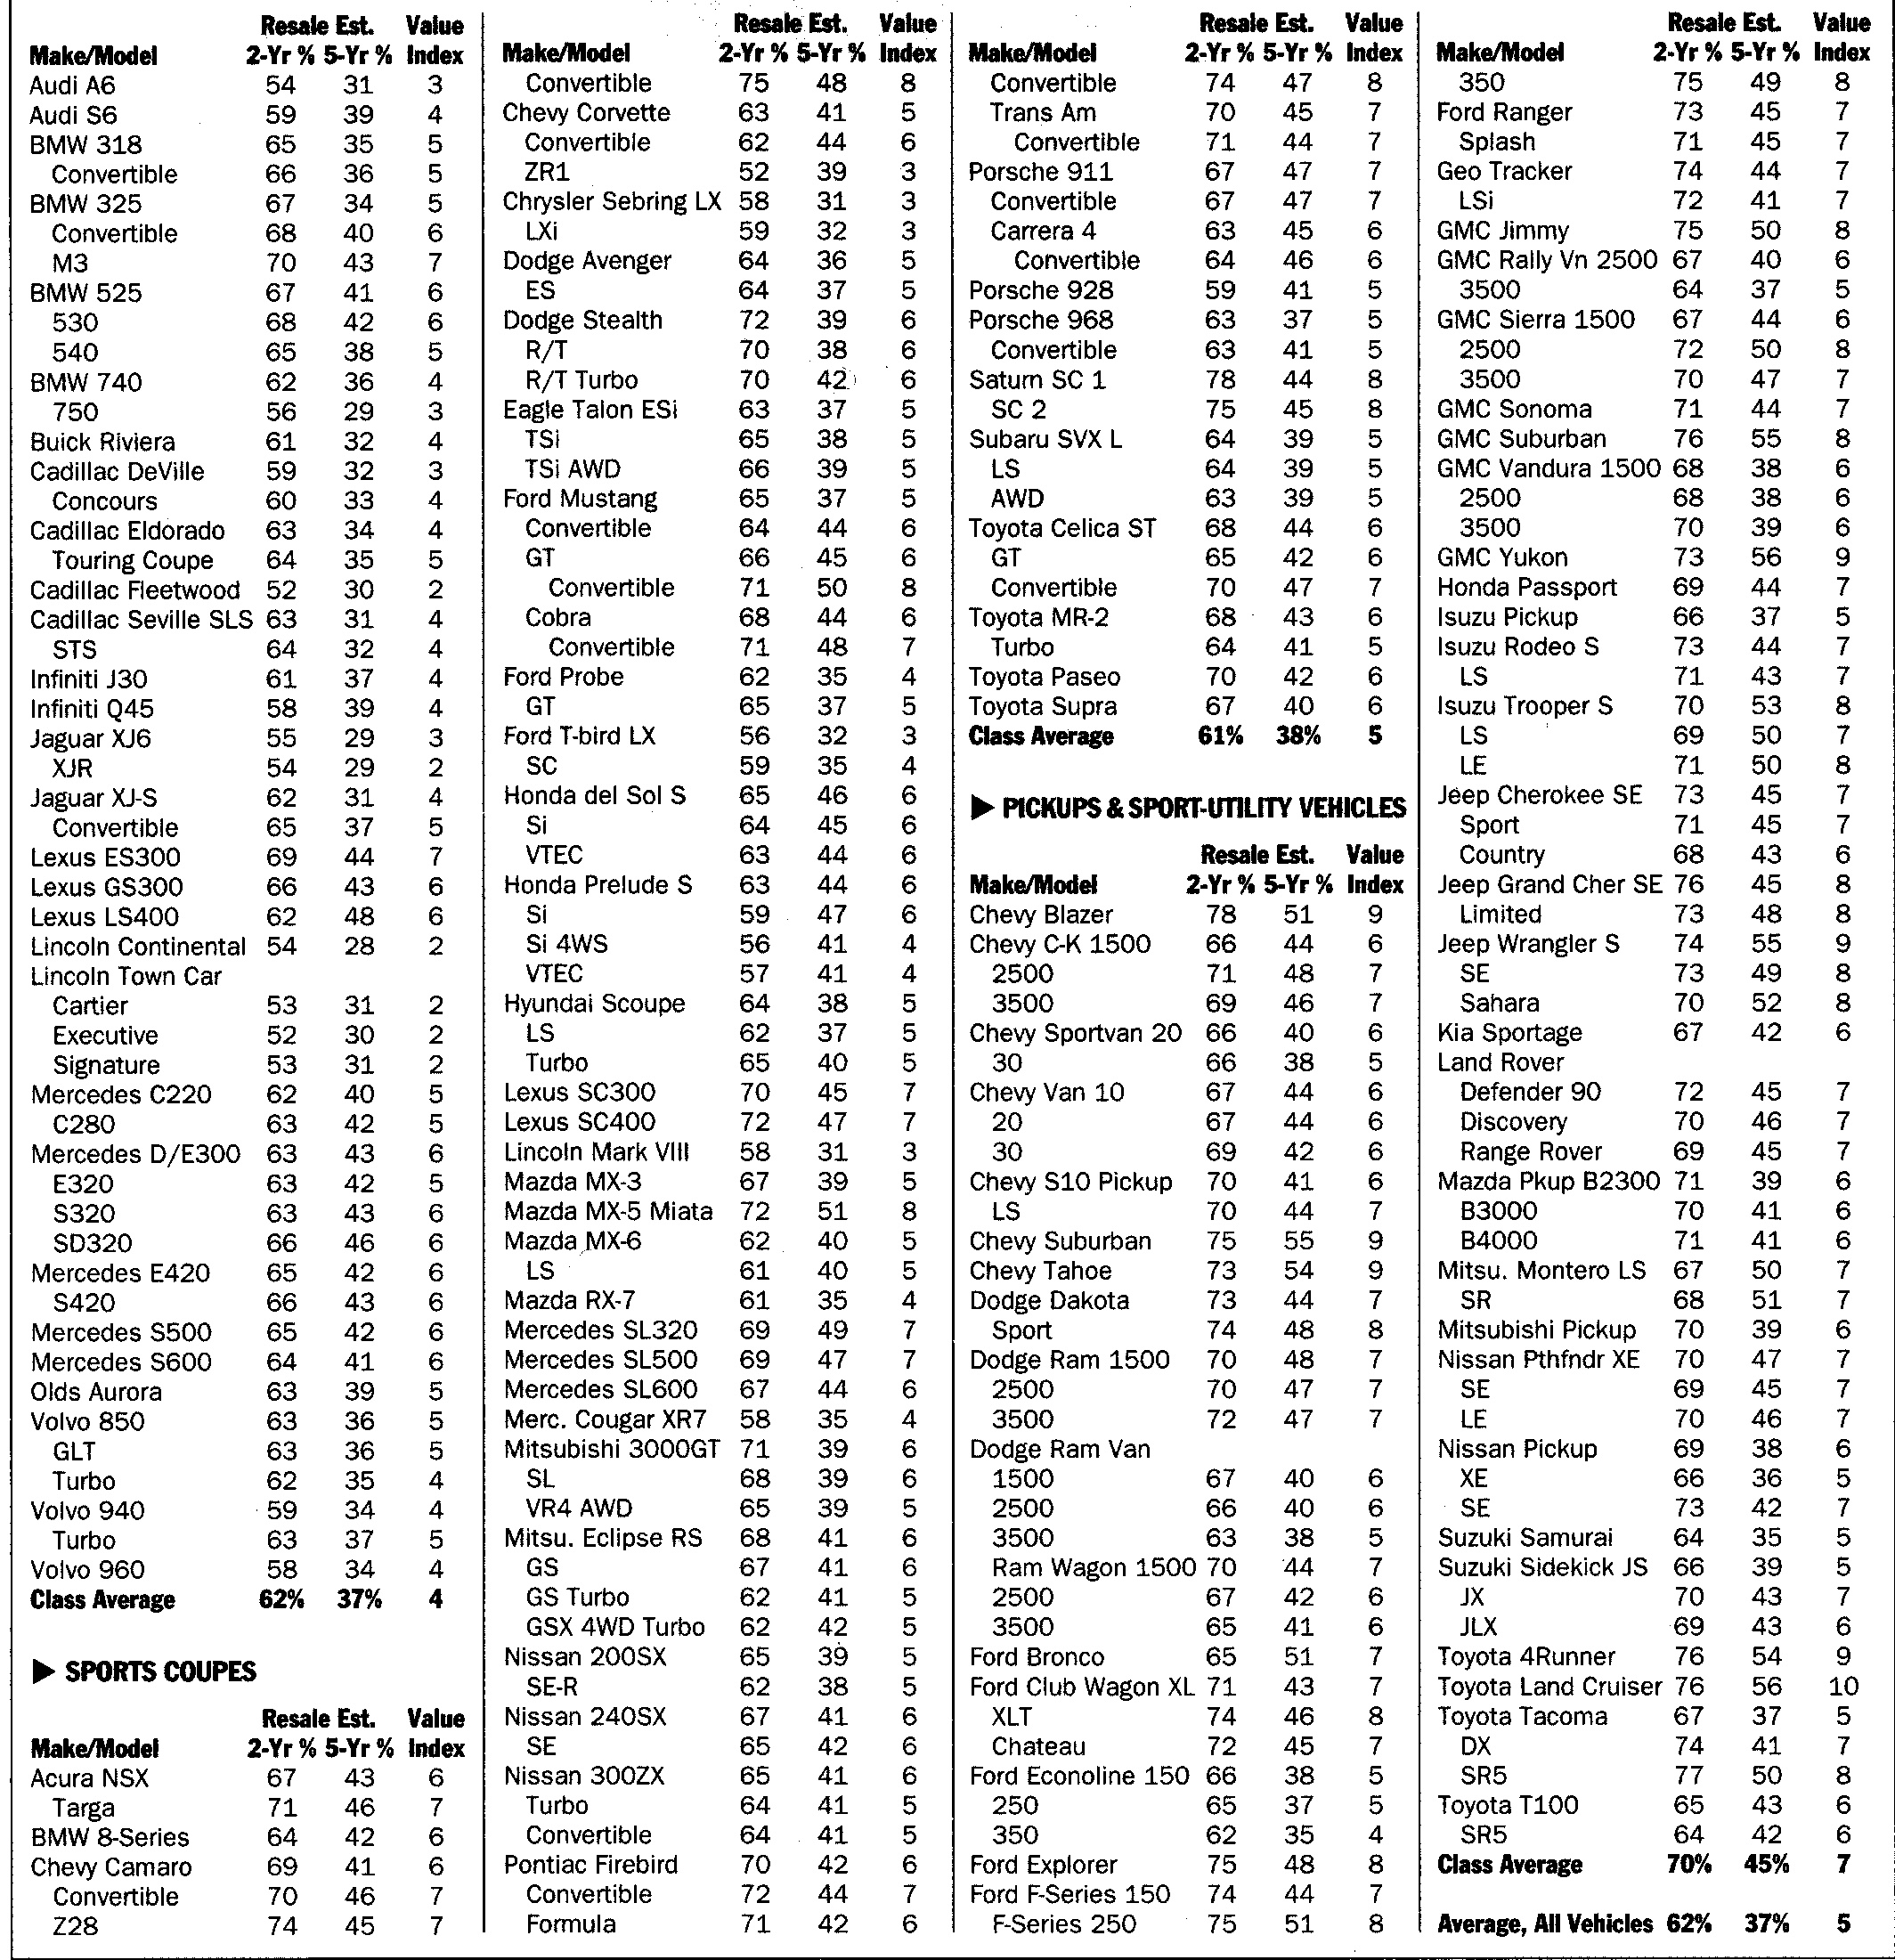 Resale Est. Value
Make/Model 2-Yr % 5-Yr % Index
Audi A6 54 31 3
Audi S6 59 39 4
BMW 318 65 35 5
Convertible 66 36 5
BMW 325 67 34 5
Convertible 68 40 6
M3 70 43 7
BMW 525 67 41 6
530 68 42 6
540 65 38 5
BMW 740 62 36 4
750 56 29 3
Buick Riviera 61 32 4
Cadillac DeVille 59 32 3
Concours 60 33 4
Cadillac Eldorado 63 34 4
Touring Coupe 64 35 5
Cadillac Fleetwood 52 30 2
Cadillac Seville SLS 63 31 4
STS 64 32 4
Infiniti J30 61 37 4
Infiniti Q45 58 39 4
Jaguar XJ6 55 29 3
XJR 54 29 2
Jaguar XJ-S 62 31 4
Convertible 65 37 5
Lexus ES300 69 44 7
Lexus GS300 66 43 6
Lexus LS400 62 48 6
Lincoln Continental 54 28 2
Lincoln Town Car
Cartier 53 31 2
Executive 52 30 2
Signature 53 31 2
Mercedes C220 62 40 5
C280 63 42 5
Mercedes D/E300 63 43 6
E320 63 42 5
S320 63 43 6
SD320 66 46 6
Mercedes E420 65 42 6
S420 66 43 6
Mercedes S500 65 42 6
Mercedes S600 64 41 6
Olds Aurora 63 39 5
Volvo 850 63 36 5
GLT 63 36 5
Turbo 62 35 4
Volvo 940 59 34 4
Turbo 63 37 5
Volvo 960 58 34 4
Class Average 62% 37% 4
▶ SPORTS COUPES
Resale Est. Value
Make/Model 2-Yr % 5-Yr % Index
Acura NSX 67 43 6
Targa 71 46 7
BMW 8-Series 64 42 6
Chevy Camaro 69 41 6
Convertible 70 46 7
Z28 74 45 7
Resale Est. Value
Make/Model 2-Yr % 5-Yr % Index
Convertible 75 48 8
Chevy Corvette 63 41 5
Convertible 62 44 6
ZR1 52 39 3
Chrysler Sebring LX 58 31 3
LXi 59 32 3
Dodge Avenger 64 36 5
ES 64 37 5
Dodge Stealth 72 39 6
R/T 70 38 6
R/T Turbo 70 42 6
Eagle Talon ESi 63 37 5
TSi 65 38 5
TSi AWD 66 39 5
Ford Mustang 65 37 5
Convertible 64 44 6
GT 66 45 6
Convertible 71 50 8
Cobra 68 44 6
Convertible 71 48 7
Ford Probe 62 35 4
GT 65 37 5
Ford T-bird LX 56 32 3
SC 59 35 4
Honda del Sol S 65 46 6
Si 64 45 6
VTEC 63 44 6
Honda Prelude S 63 44 6
Si 59 47 6
Si 4WS 56 41 4
VTEC 57 41 4
Hyundai Scoupe 64 38 5
LS 62 37 5
Turbo 65 40 5
Lexus SC300 70 45 7
Lexus SC400 72 47 7
Lincoln Mark VIII 58 31 3
Mazda MX-3 67 39 5
Mazda MX-5 Miata 72 51 8
Mazda MX-6 62 40 5
LS 61 40 5
Mazda RX-7 61 35 4
Mercedes SL320 69 49 7
Mercedes SL500 69 47 7
Mercedes SL600 67 44 6
Merc. Cougar XR7 58 35 4
Mitsubishi 3000GT 71 39 6
SL 68 39 6
VR4 AWD 65 39 5
Mitsu. Eclipse RS 68 41 6
GS 67 41 6
GS Turbo 62 41 5
GSX 4WD Turbo 62 42 5
Nissan 200SX 65 39 5
SE-R 62 38 5
Nissan 240SX 67 41 6
SE 65 42 6
Nissan 300ZX 65 41 6
Turbo 64 41 5
Convertible 64 41 5
Pontiac Firebird 70 42 6
Convertible 72 44 7
Formula 71 42 6
Resale Est. Value
Make/Model 2-Yr % 5-Yr % Index
Convertible 74 47 8
Trans Am 70 45 7
Convertible 71 44 7
Porsche 911 67 47 7
Convertible 67 47 7
Carrera 4 63 45 6
Convertible 64 46 6
Porsche 928 59 41 5
Porsche 968 63 37 5
Convertible 63 41 5
Saturn SC 1 78 44 8
SC 2 75 45 8
Subaru SVX L 64 39 5
LS 64 39 5
AWD 63 39 5
Toyota Celica ST 68 44 6
GT 65 42 6
Convertible 70 47 7
Toyota MR-2 68 43 6
Turbo 64 41 5
Toyota Paseo 70 42 6
Toyota Supra 67 40 6
Class Average 61% 38% 5
▶ PICKUPS & SPORT-UTILITY VEHICLES
Resale Est. Value
Make/Model 2-Yr % 5-Yr % Index
Chevy Blazer 78 51 9
Chevy C-K 1500 66 44 6
2500 71 48 7
3500 69 46 7
Chevy Sportvan 20 66 40 6
30 66 38 5
Chevy Van 10 67 44 6
20 67 44 6
30 69 42 6
Chevy S10 Pickup 70 41 6
LS 70 44 7
Chevy Suburban 75 55 9
Chevy Tahoe 73 54 9
Dodge Dakota 73 44 7
Sport 74 48 8
Dodge Ram 1500 70 48 7
2500 70 47 7
3500 72 47 7
Dodge Ram Van
1500 67 40 6
2500 66 40 6
3500 63 38 5
Ram Wagon 1500 70 44 7
2500 67 42 6
3500 65 41 6
Ford Bronco 65 51 7
Ford Club Wagon XL 71 43 7
XLT 74 46 8
Chateau 72 45 7
Ford Econoline 150 66 38 5
250 65 37 5
350 62 35 4
Ford Explorer 75 48 8
Ford F-Series 150 74 44 7
F-Series 250 75 51 8
Resale Est. Value
Make/Model 2-Yr % 5-Yr % Index
350 75 49 8
Ford Ranger 73 45 7
Splash 71 45 7
Geo Tracker 74 44 7
LSi 72 41 7
GMC Jimmy 75 50 8
GMC Rally Vn 2500 67 40 6
3500 64 37 5
GMC Sierra 1500 67 44 6
2500 72 50 8
3500 70 47 7
GMC Sonoma 71 44 7
GMC Suburban 76 55 8
GMC Vandura 1500 68 38 6
2500 68 38 6
3500 70 39 6
GMC Yukon 73 56 9
Honda Passport 69 44 7
Isuzu Pickup 66 37 5
Isuzu Rodeo S 73 44 7
LS 71 43 7
Isuzu Trooper S 70 53 8
LS 69 50 7
LE 71 50 8
Jeep Cherokee SE 73 45 7
Sport 71 45 7
Country 68 43 6
Jeep Grand Cher SE 76 45 8
Limited 73 48 8
Jeep Wrangler S 74 55 9
SE 73 49 8
Sahara 70 52 8
Kia Sportage 67 42 6
Land Rover
Defender 90 72 45 7
Discovery 70 46 7
Range Rover 69 45 7
Mazda Pkup B2300 71 39 6
B3000 70 41 6
B4000 71 41 6
Mitsu. Montero LS 67 50 7
SR 68 51 7
Mitsubishi Pickup 70 39 6
Nissan Pthfndr XE 70 47 7
SE 69 45 7
LE 70 46 7
Nissan Pickup 69 38 6
XE 66 36 5
SE 73 42 7
Suzuki Samurai 64 35 5
Suzuki Sidekick JS 66 39 5
JX 70 43 7
JLX 69 43 6
Toyota 4Runner 76 54 9
Toyota Land Cruiser 76 56 10
Toyota Tacoma 67 37 5
DX 74 41 7
SR5 77 50 8
Toyota T100 65 43 6
SR5 64 42 6
Class Average 70% 45% 7
Average, All Vehicles 62% 37% 5